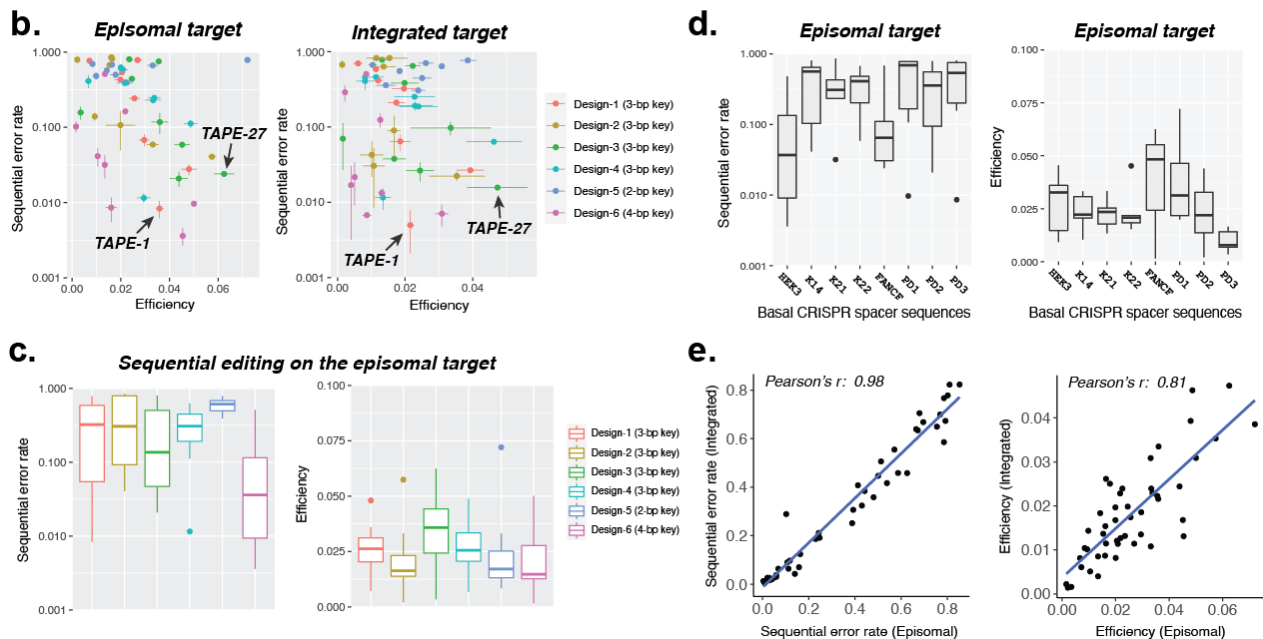 b.
Episomal target
Integrated target
Sequential error rate
1.000
0.100
0.010
0.001
0.00
0.02
0.04
0.06
Efficiency
TAPE-27
TAPE-1
Sequential error rate
1.000
0.100
0.010
0.001
0.00
0.02
0.04
Efficiency
TAPE-27
TAPE-1
Design-1 (3-bp key)
Design-2 (3-bp key)
Design-3 (3-bp key)
Design-4 (3-bp key)
Design-5 (2-bp key)
Design-6 (4-bp key)
c.
Sequential editing on the episomal target
Sequential error rate
1.000
0.100
0.010
0.001
Efficiency
0.100
0.075
0.050
0.025
0.000
Design-1 (3-bp key)
Design-2 (3-bp key)
Design-3 (3-bp key)
Design-4 (3-bp key)
Design-5 (2-bp key)
Design-6 (4-bp key)
d.
Episomal target
Episomal target
Sequential error rate
1.000
0.100
0.010
0.001
HEK3
K14
K21
K22
FANCF
PD1
PD2
PD3
Basal CRISPR spacer sequences
Efficiency
0.100
0.075
0.050
0.025
0.000
HEK3
K14
K21
K22
FANCF
PD1
PD2
PD3
Basal CRISPR spacer sequences
e.
Pearson's r: 0.98
Sequential error rate (Integrated)
0.8
0.6
0.4
0.2
0.0
0.0
0.2
0.4
0.6
0.8
Sequential error rate (Episomal)
Pearson's r: 0.81
Efficiency (Integrated)
0.04
0.03
0.02
0.01
0.00
0.00
0.02
0.04
0.06
Efficiency (Episomal)